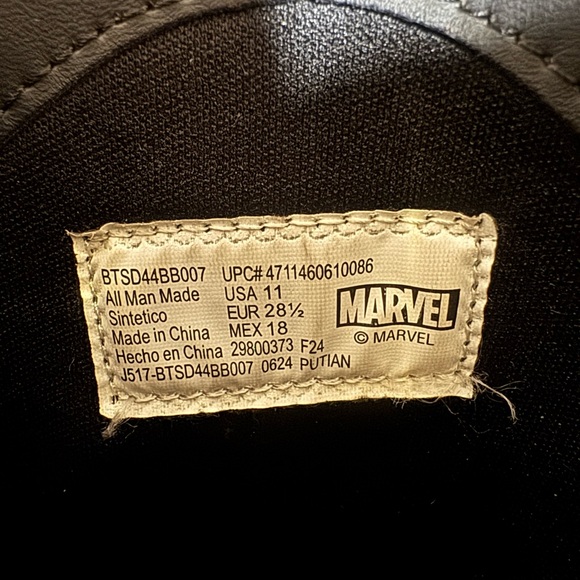 BTSD44BB007 UPC# 4711460610086
All Man Made USA 11
Sintetico EUR 28½
Made in China MEX 18
Hecho en China 29800373 F24
J517-BTSD44BB007 0624 PUTIAN
MARVEL
© MARVEL